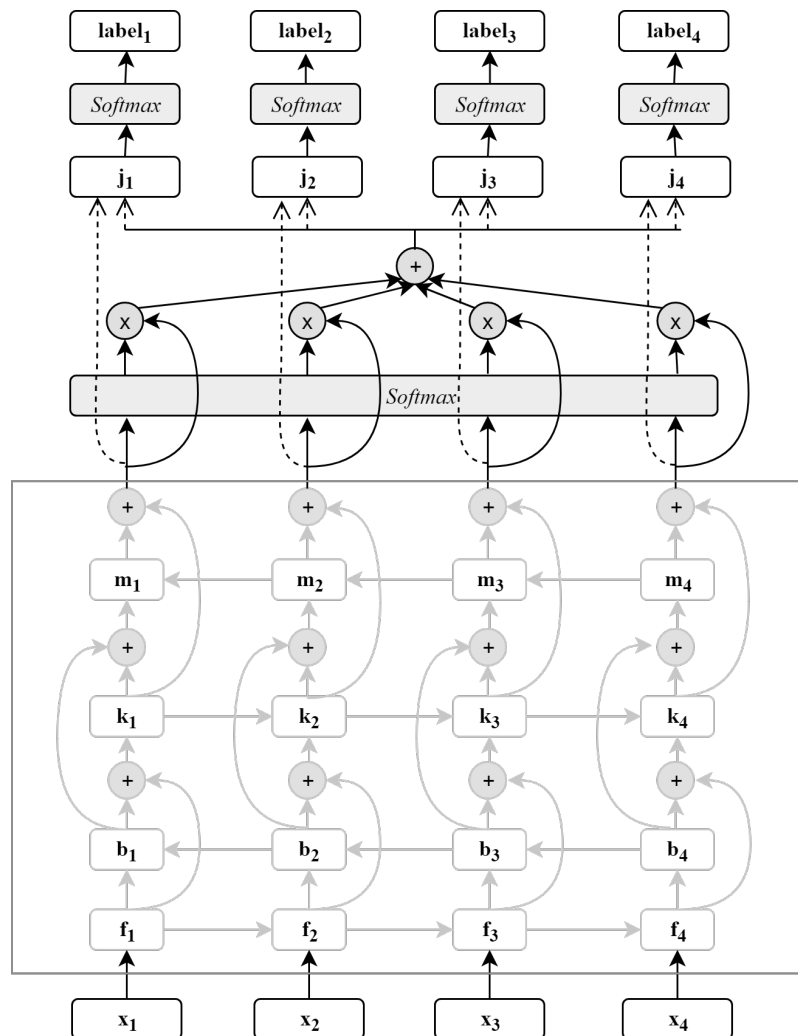 label₁ label₂ label₃ label₄
Softmax Softmax Softmax Softmax
j₁ j₂ j₃ j₄
+
x x x x
Softmax
+ + + +
m₁ m₂ m₃ m₄
+ + + +
k₁ k₂ k₃ k₄
+ + + +
b₁ b₂ b₃ b₄
f₁ f₂ f₃ f₄
x₁ x₂ x₃ x₄